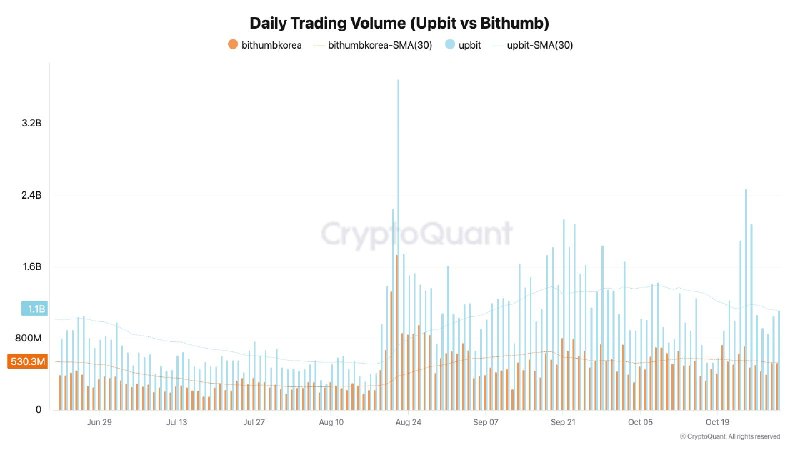 Daily Trading Volume (Upbit vs Bithumb)
bithumbkorea bithumbkorea-SMA(30) upbit upbit-SMA(30)
3.2B
2.4B
CryptoQuant
1.6B
1.1B
800M
530.3M
0
Jun 29 Jul 13 Jul 27 Aug 10 Aug 24 Sep 07 Sep 21 Oct 05 Oct 19
© CryptoQuant. All rights reserved